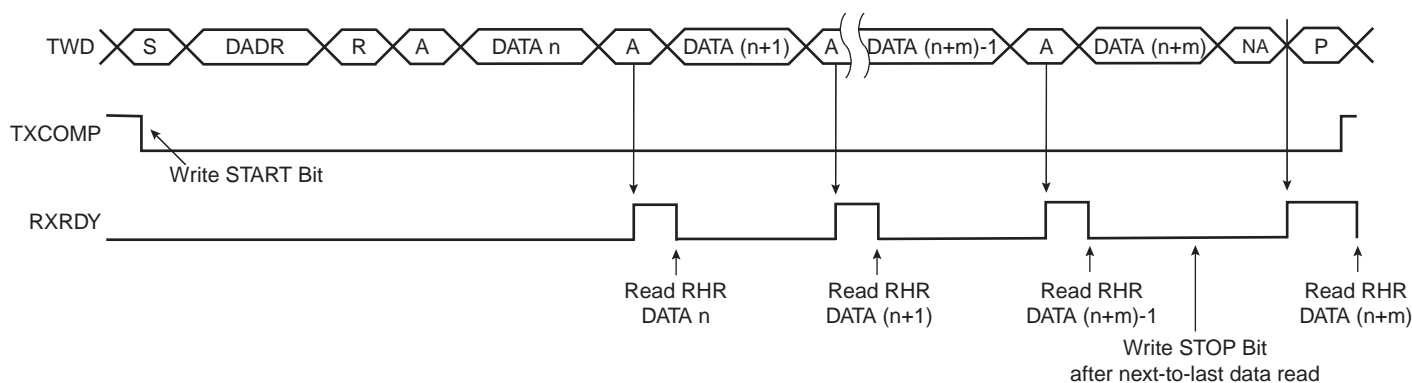 TWD S DADR R A DATA n A DATA (n+1) A DATA (n+m)-1 A DATA (n+m) NA P
TXCOMP
Write START Bit
RXRDY
Read RHR Read RHR Read RHR Read RHR
DATA n DATA (n+1) DATA (n+m)-1 DATA (n+m)
Write STOP Bit
after next-to-last data read